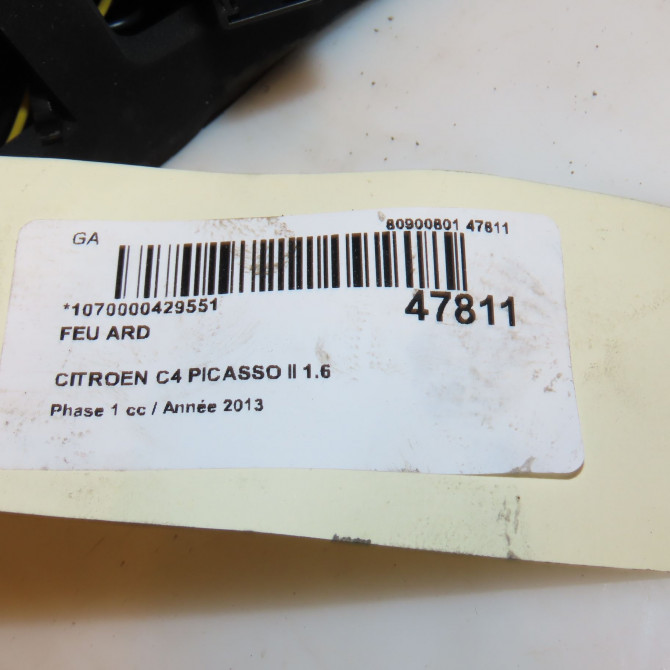 GA
80900801 47811
*1070000429551
47811
FEU ARD
CITROEN C4 PICASSO II 1.6
Phase 1 cc / Année 2013